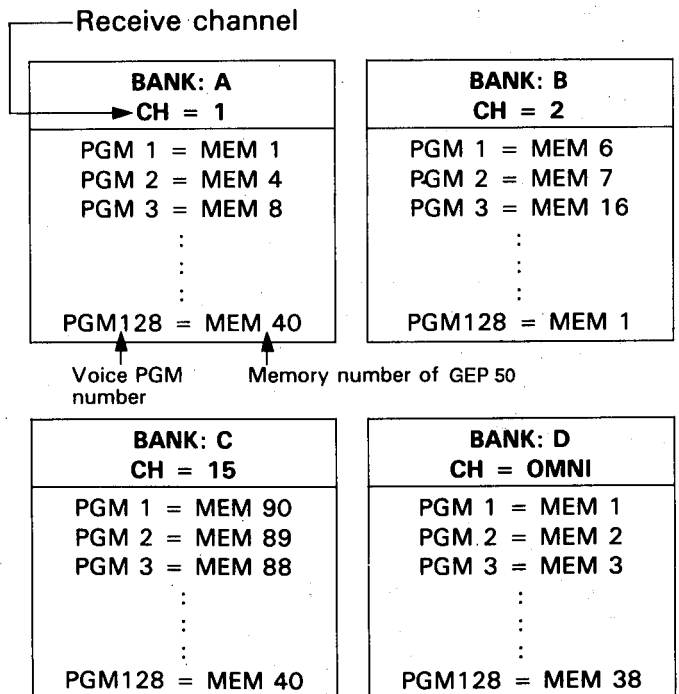 Receive channel
BANK: A
CH = 1
PGM 1 = MEM 1
PGM 2 = MEM 4
PGM 3 = MEM 8
:
:
:
PGM128 = MEM 40
Voice PGM
number
Memory number of GEP 50
BANK: B
CH = 2
PGM 1 = MEM 6
PGM 2 = MEM 7
PGM 3 = MEM 16
:
:
:
PGM128 = MEM 1
BANK: C
CH = 15
PGM 1 = MEM 90
PGM 2 = MEM 89
PGM 3 = MEM 88
:
:
:
PGM128 = MEM 40
BANK: D
CH = OMNI
PGM 1 = MEM 1
PGM 2 = MEM 2
PGM 3 = MEM 3
:
:
:
PGM128 = MEM 38